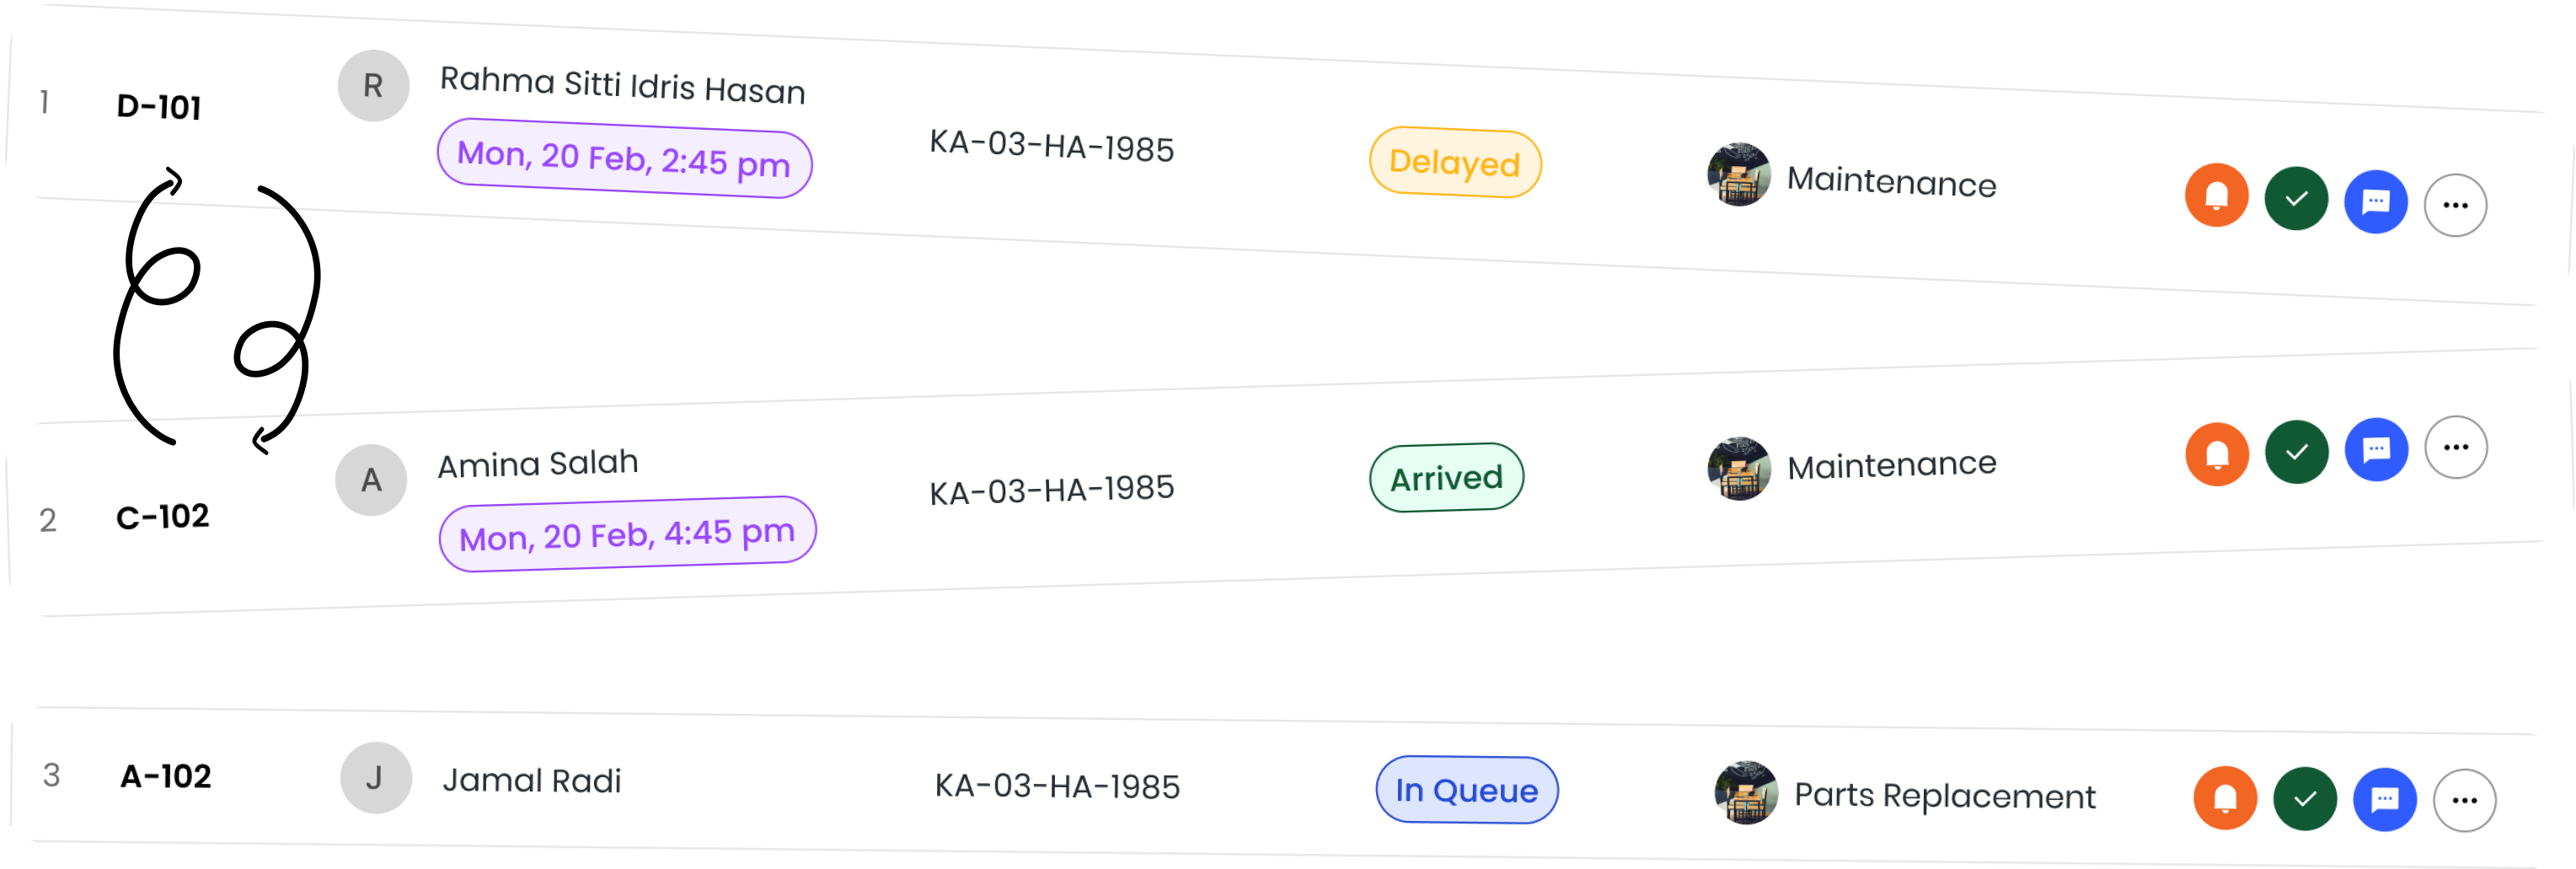 1 D-101 R Rahma Sitti Idris Hasan KA-03-HA-1985 Delayed Maintenance
Mon, 20 Feb, 2:45 pm
2 C-102 A Amina Salah KA-03-HA-1985 Arrived Maintenance
Mon, 20 Feb, 4:45 pm
3 A-102 J Jamal Radi KA-03-HA-1985 In Queue Parts Replacement